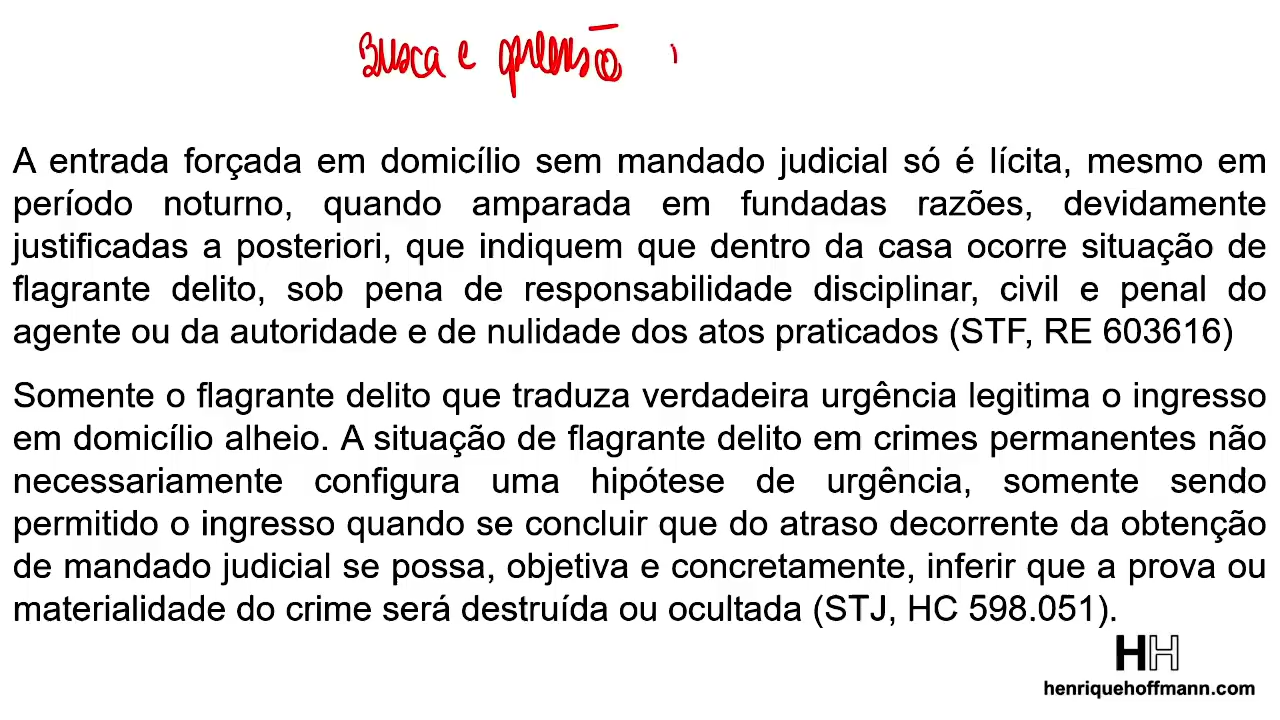 Busca e apreensão
A entrada forçada em domicílio sem mandado judicial só é lícita, mesmo em
período noturno, quando amparada em fundadas razões, devidamente
justificadas a posteriori, que indiquem que dentro da casa ocorre situação de
flagrante delito, sob pena de responsabilidade disciplinar, civil e penal do
agente ou da autoridade e de nulidade dos atos praticados (STF, RE 603616)
Somente o flagrante delito que traduza verdadeira urgência legitima o ingresso
em domicílio alheio. A situação de flagrante delito em crimes permanentes não
necessariamente configura uma hipótese de urgência, somente sendo
permitido o ingresso quando se concluir que do atraso decorrente da obtenção
de mandado judicial se possa, objetiva e concretamente, inferir que a prova ou
materialidade do crime será destruída ou ocultada (STJ, HC 598.051).
HH
henriquehoffmann.com